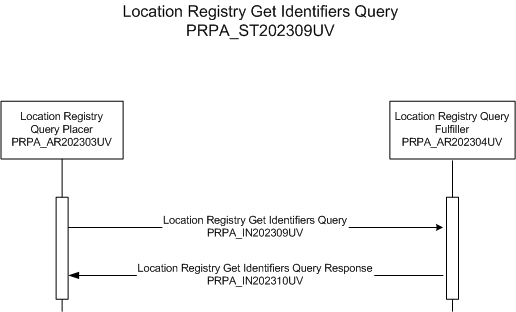 Location Registry Get Identifiers Query
PRPA_ST202309UV
Location Registry
Query Placer
PRPA_AR202303UV
Location Registry Query
Fulfiller
PRPA_AR202304UV
Location Registry Get Identifiers Query
PRPA_IN202309UV
Location Registry Get Identifiers Query Response
PRPA_IN202310UV